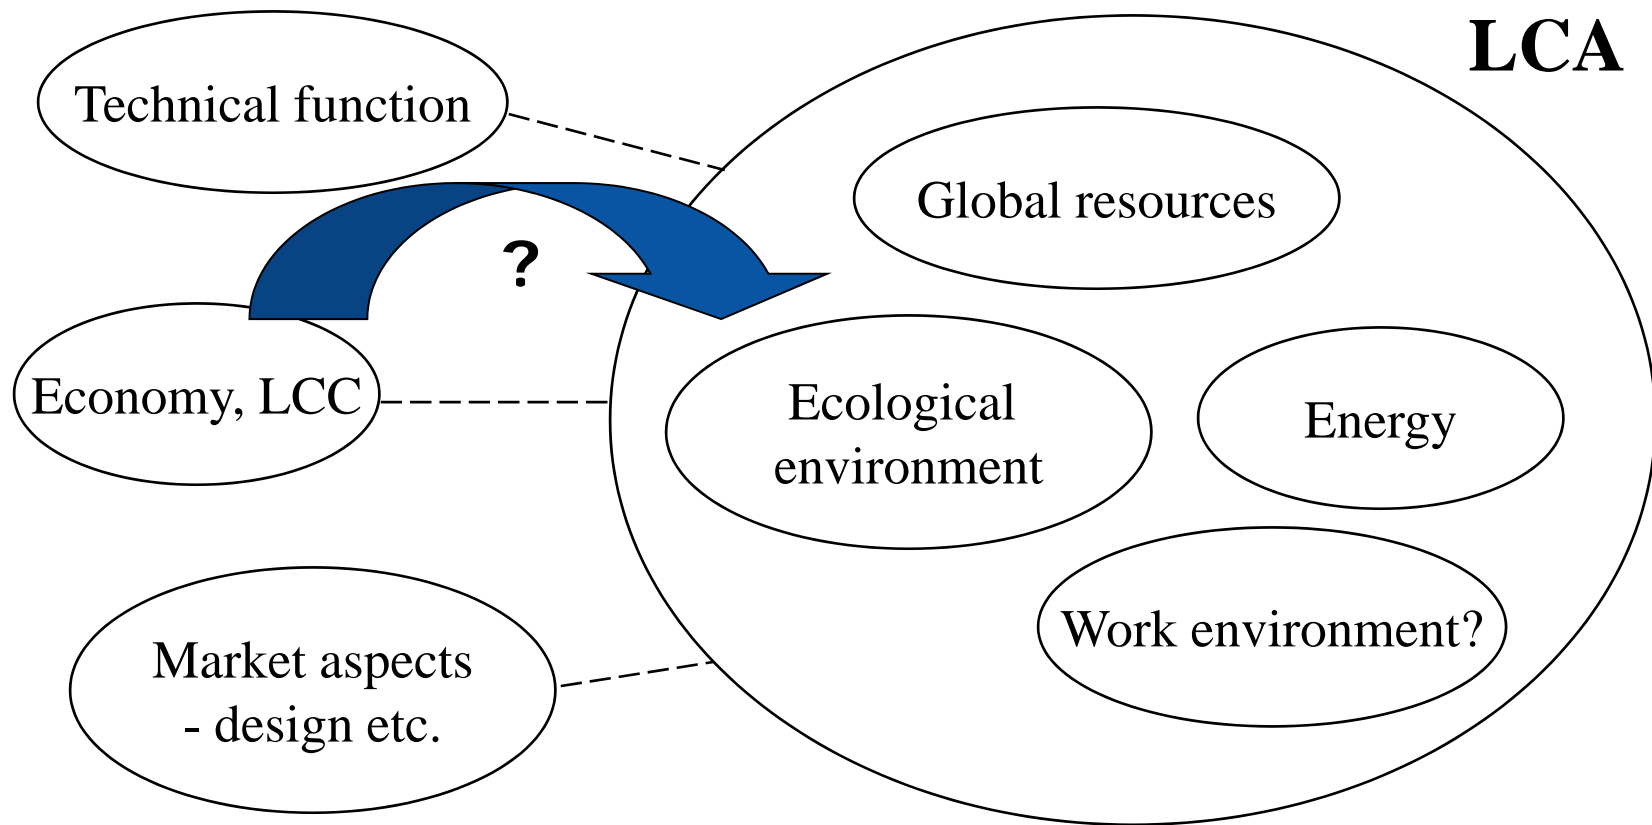 LCA
Technical function
Global resources
?
Economy, LCC
Ecological
environment
Energy
Work environment?
Market aspects
- design etc.